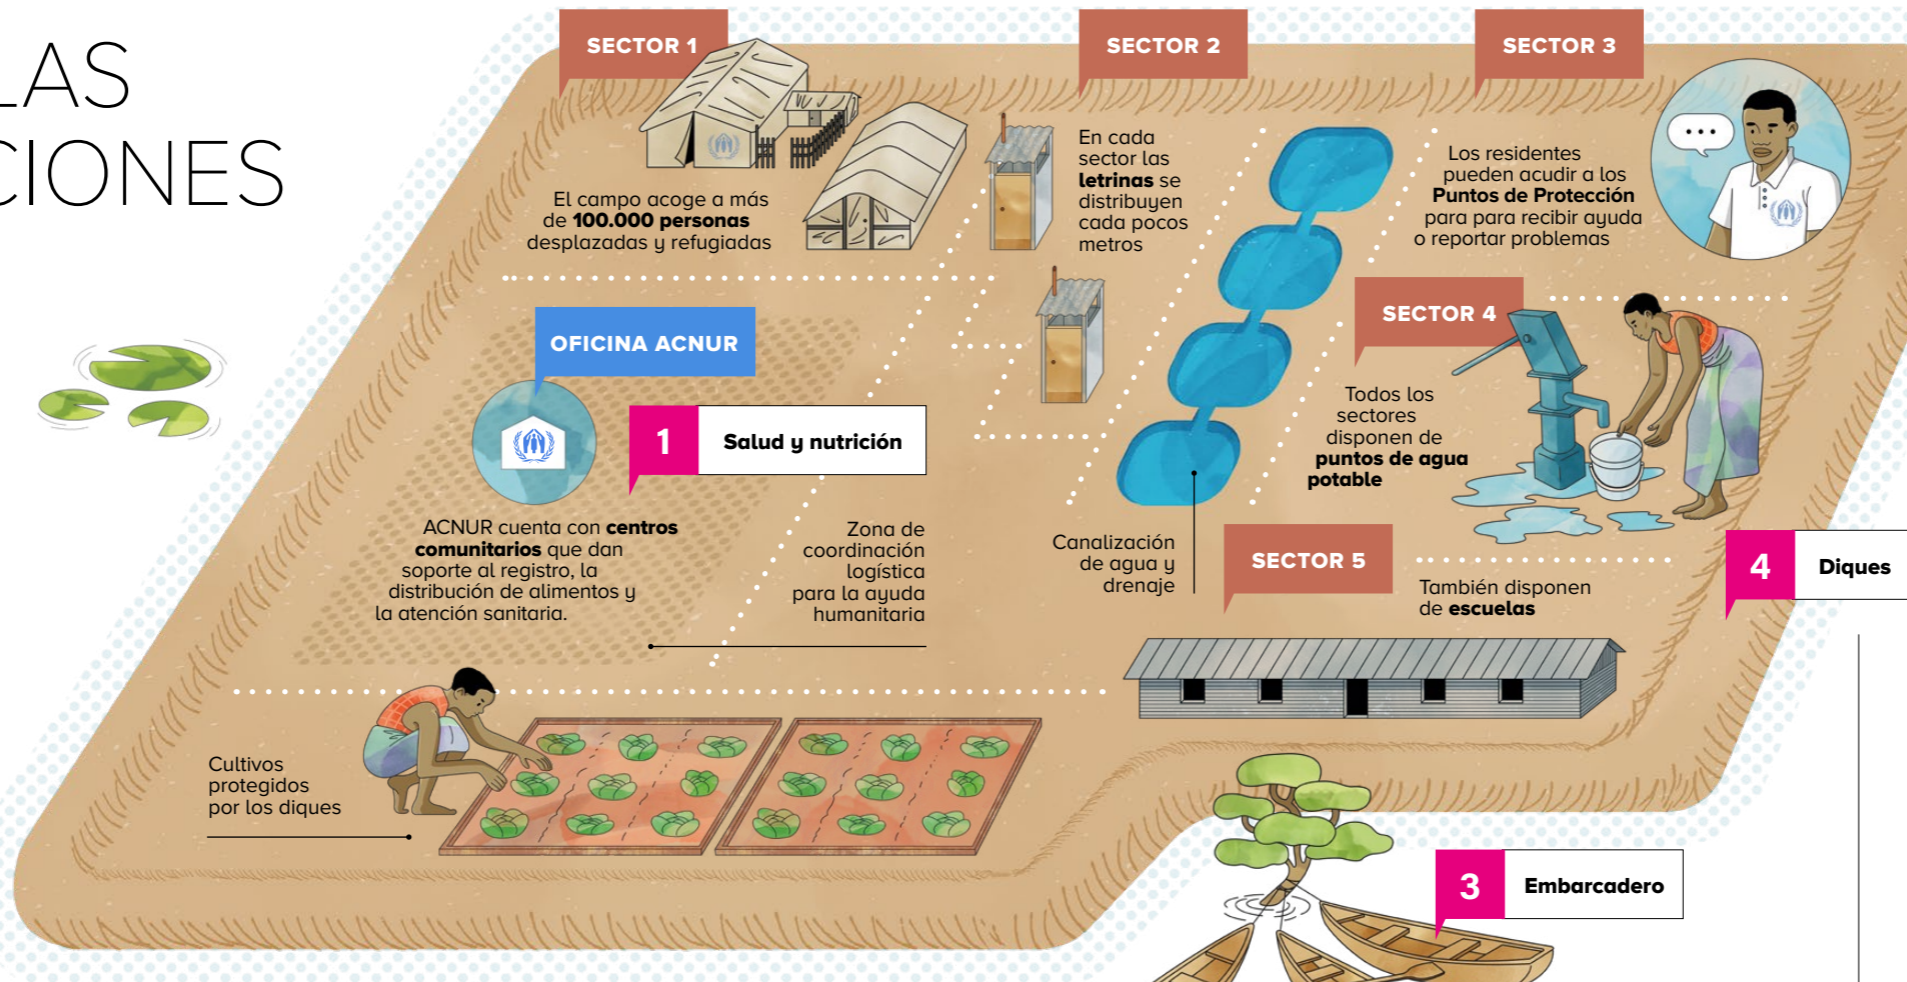 LAS
CIONES
SECTOR 1
El campo acoge a más
de 100.000 personas
desplazadas y refugiadas
SECTOR 2
En cada
sector las
letrinas se
distribuyen
cada pocos
metros
SECTOR 3
Los residentes
pueden acudir a los
Puntos de Protección
para para recibir ayuda
o reportar problemas
OFICINA ACNUR
1
Salud y nutrición
ACNUR cuenta con centros
comunitarios que dan
soporte al registro, la
distribución de alimentos y
la atención sanitaria.
Zona de
coordinación
logística
para la ayuda
humanitaria
Canalización
de agua y
drenaje
SECTOR 4
Todos los
sectores
disponen de
puntos de agua
potable
SECTOR 5
También disponen
de escuelas
4
Diques
Cultivos
protegidos
por los diques
3
Embarcadero